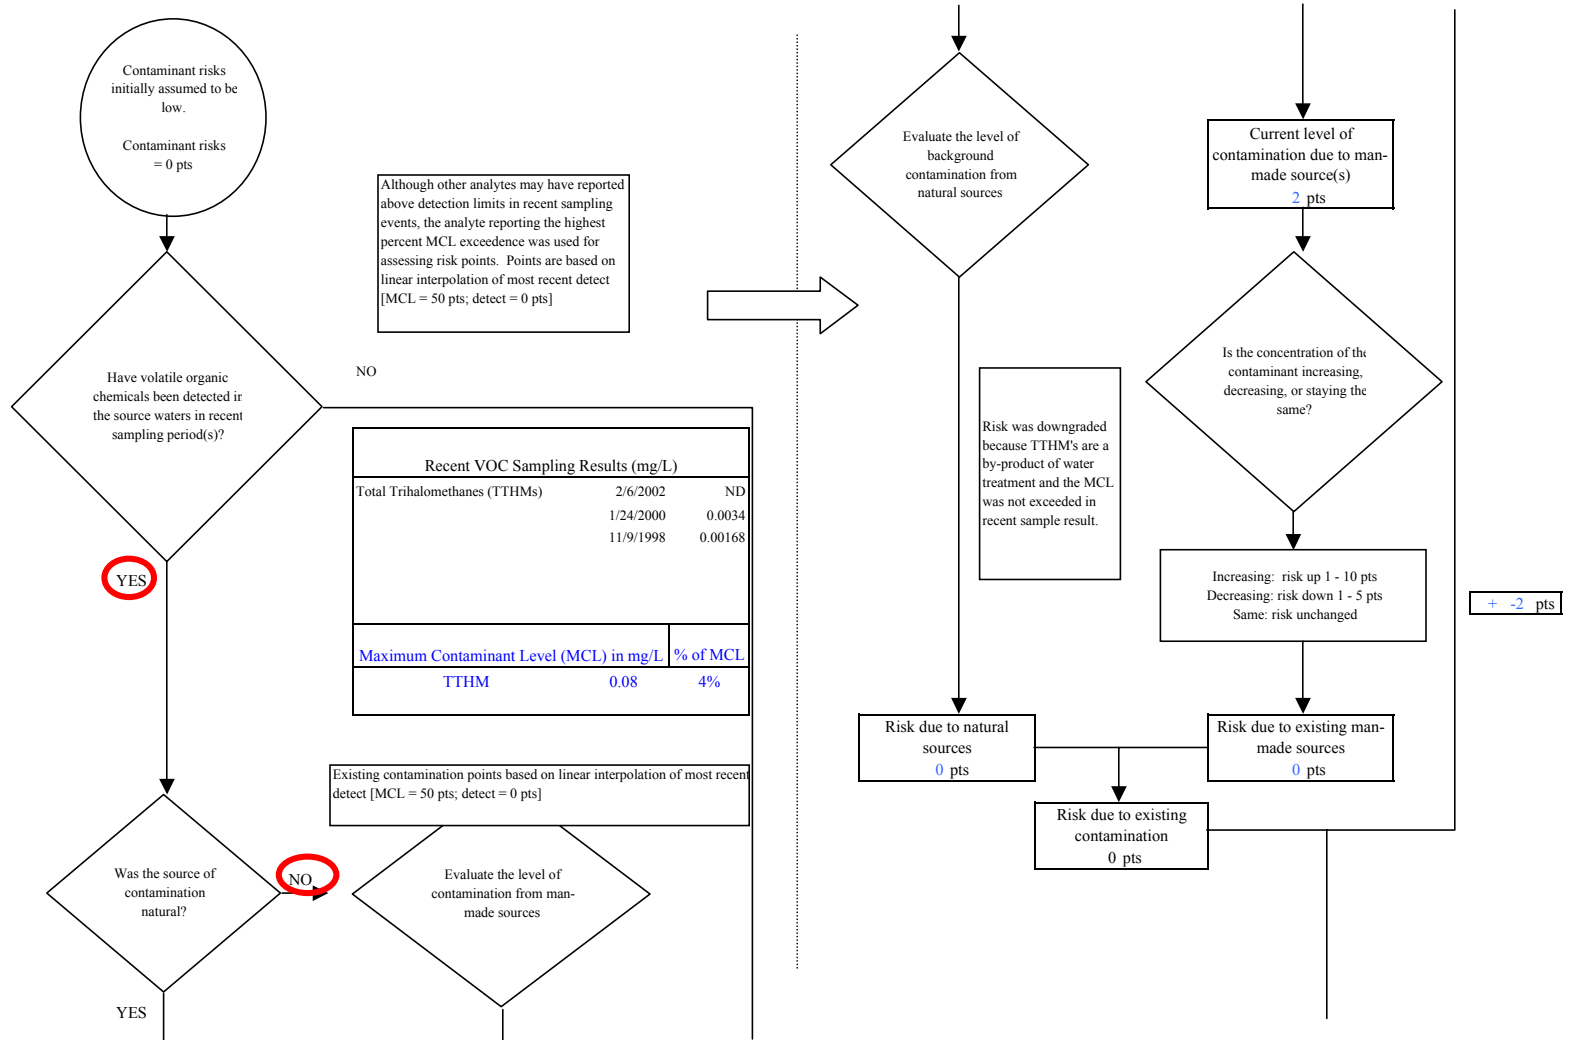 Contaminant risks
initially assumed to be
low.
Contaminant risks
= 0 pts
Although other analytes may have reported
above detection limits in recent sampling
events, the analyte reporting the highest
percent MCL exceedence was used for
assessing risk points.  Points are based on
linear interpolation of most recent detect
[MCL = 50 pts; detect = 0 pts]
Have volatile organic
chemicals been detected in
the source waters in recent
sampling period(s)?
NO
Recent VOC Sampling Results (mg/L)
Total Trihalomethanes (TTHMs) 2/6/2002 ND
1/24/2000 0.0034
11/9/1998 0.00168
Maximum Contaminant Level (MCL) in mg/L % of MCL
TTHM 0.08 4%
YES
Existing contamination points based on linear interpolation of most recent
detect [MCL = 50 pts; detect = 0 pts]
Was the source of
contamination
natural?
NO
Evaluate the level of
contamination from man-
made sources
YES
Evaluate the level of
background
contamination from
natural sources
Current level of
contamination due to man-
made source(s)
2 pts
Is the concentration of the
contaminant increasing,
decreasing, or staying the
same?
Risk was downgraded
because TTHM's are a
by-product of water
treatment and the MCL
was not exceeded in
recent sample result.
Increasing:  risk up 1 - 10 pts
Decreasing: risk down 1 - 5 pts
Same: risk unchanged
+ -2 pts
Risk due to natural
sources
0 pts
Risk due to existing man-
made sources
0 pts
Risk due to existing
contamination
0 pts